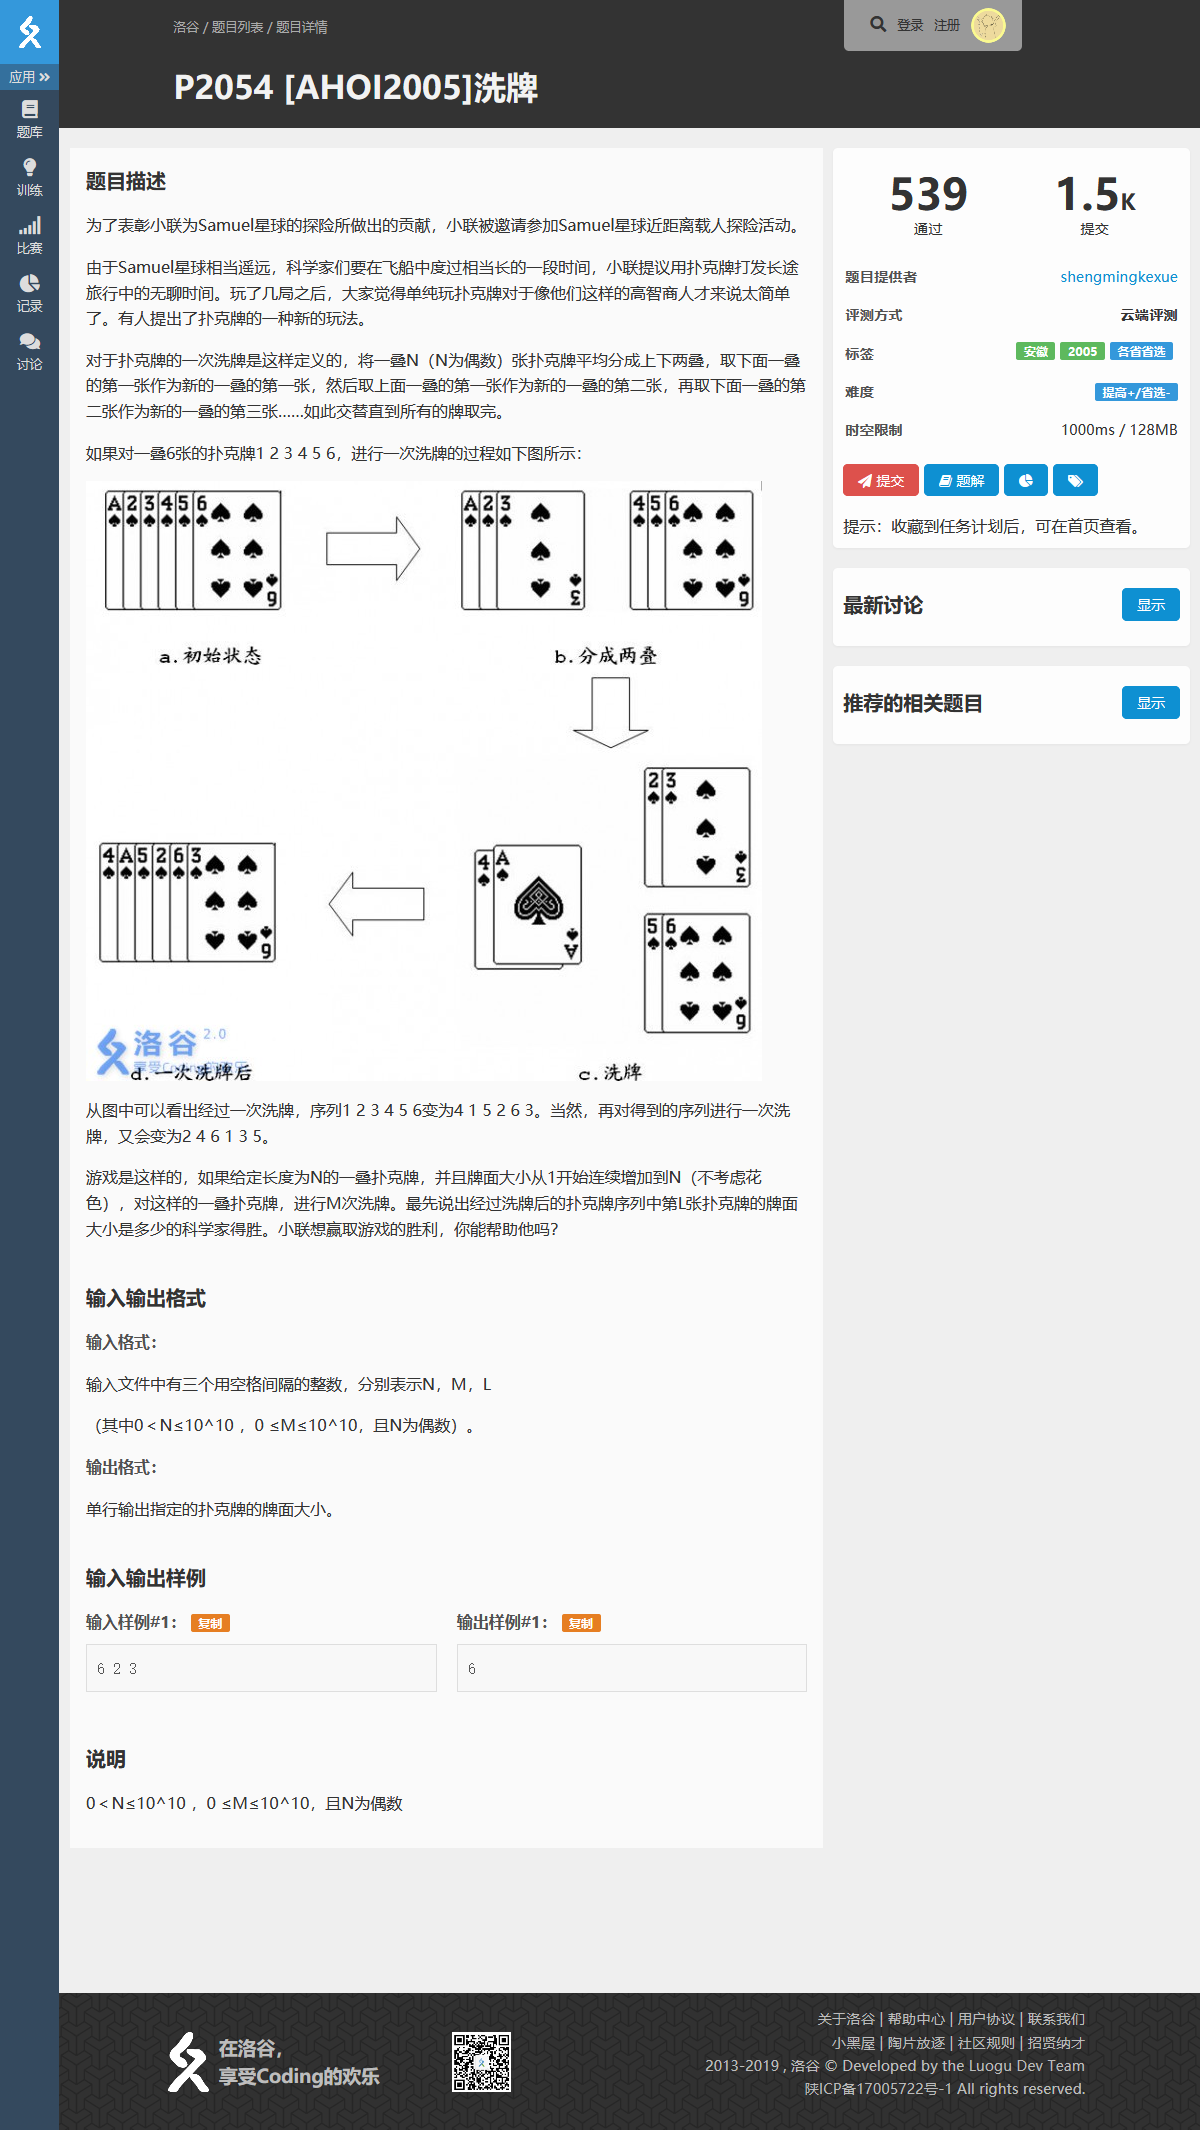 洛谷 / 题目列表 / 题目详情
登录 注册
应用
P2054 [AHOI2005]洗牌
题库
训练
比赛
记录
讨论
题目描述
为了表彰小联为Samuel星球的探险所做出的贡献，小联被邀请参加Samuel星球近距离载人探险活动。
由于Samuel星球相当遥远，科学家们要在飞船中度过相当长的一段时间，小联提议用扑克牌打发长途
旅行中的无聊时间。玩了几局之后，大家觉得单纯玩扑克牌对于像他们这样的高智商人才来说太简单
了。有人提出了扑克牌的一种新的玩法。
对于扑克牌的一次洗牌是这样定义的，将一叠N（N为偶数）张扑克牌平均分成上下两叠，取下面一叠
的第一张作为新的一叠的第一张，然后取上面一叠的第一张作为新的一叠的第二张，再取下面一叠的第
二张作为新的一叠的第三张……如此交替直到所有的牌取完。
如果对一叠6张的扑克牌1 2 3 4 5 6，进行一次洗牌的过程如下图所示：
A 2 3 4 5 6
9
A 2 3
3
4 5 6
9
a.初始状态
b.分成两叠
2 3
3
4 A 5 2 6 3
9
4 A
A
5 6
9
洛谷 2.0
享受Coding的欢乐
d.一次洗牌后
c.洗牌
从图中可以看出经过一次洗牌，序列1 2 3 4 5 6变为4 1 5 2 6 3。当然，再对得到的序列进行一次洗
牌，又会变为2 4 6 1 3 5。
游戏是这样的，如果给定长度为N的一叠扑克牌，并且牌面大小从1开始连续增加到N（不考虑花
色），对这样的一叠扑克牌，进行M次洗牌。最先说出经过洗牌后的扑克牌序列中第L张扑克牌的牌面
大小是多少的科学家得胜。小联想赢取游戏的胜利，你能帮助他吗？
输入输出格式
输入格式：
输入文件中有三个用空格间隔的整数，分别表示N，M，L
（其中0＜N≤10^10 ，0 ≤M≤10^10，且N为偶数）。
输出格式：
单行输出指定的扑克牌的牌面大小。
输入输出样例
输入样例#1： 复制
6 2 3
输出样例#1： 复制
6
说明
0＜N≤10^10 ，0 ≤M≤10^10，且N为偶数
539
通过
1.5K
提交
题目提供者 shengmingkexue
评测方式 云端评测
标签 安徽 2005 各省省选
难度 提高+/省选-
时空限制 1000ms / 128MB
提交 题解
提示：收藏到任务计划后，可在首页查看。
最新讨论 显示
推荐的相关题目 显示
在洛谷，
享受Coding的欢乐
关于洛谷 | 帮助中心 | 用户协议 | 联系我们
小黑屋 | 陶片放逐 | 社区规则 | 招贤纳才
2013-2019 , 洛谷 © Developed by the Luogu Dev Team
陕ICP备17005722号-1 All rights reserved.